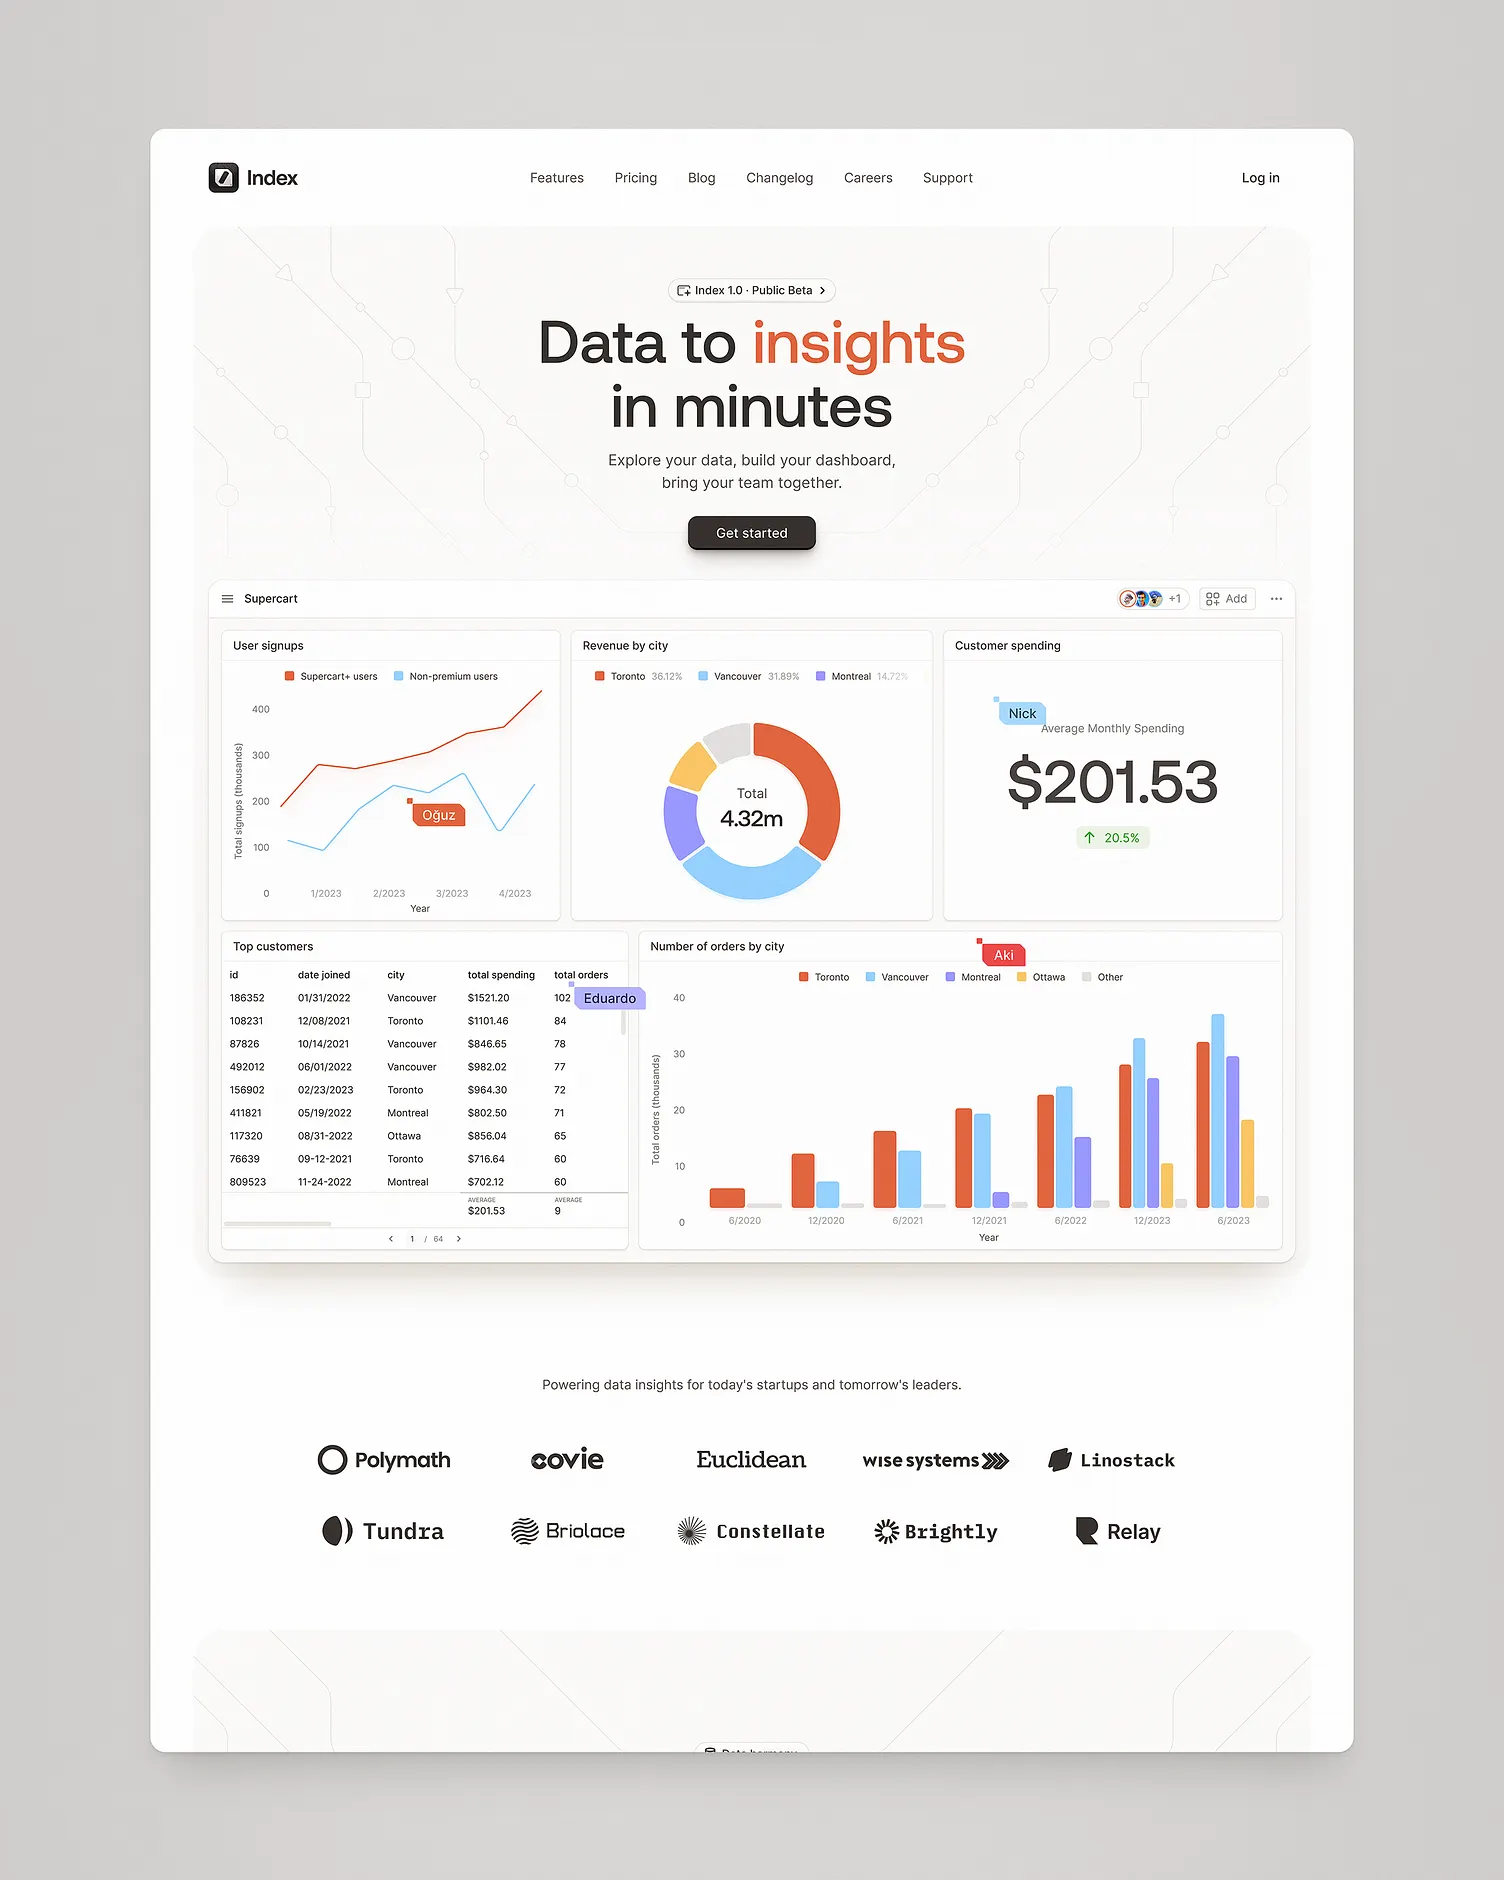 Index
Features
Pricing
Blog
Changelog
Careers
Support
Log in
Index 1.0 · Public Beta
Data to insights
in minutes
Explore your data, build your dashboard,
bring your team together.
Get started
Supercart
+1
Add
User signups
Supercart+ users
Non-premium users
Total signups (thousands)
400
300
200
100
0
Oğuz
1/2023
2/2023
3/2023
4/2023
Year
Revenue by city
Toronto 36.12%
Vancouver 31.89%
Montreal 14.72%
Total
4.32m
Customer spending
Nick
Average Monthly Spending
$201.53
20.5%
Top customers
id date joined city total spending total orders
186352 01/31/2022 Vancouver $1521.20 102
Eduardo
108231 12/08/2021 Toronto $1101.46 84
87826 10/14/2021 Vancouver $846.65 78
492012 06/01/2022 Vancouver $982.02 77
156902 02/23/2023 Toronto $964.30 72
411821 05/19/2022 Montreal $802.50 71
117320 08/31-2022 Ottawa $856.04 65
76639 09-12-2021 Toronto $716.64 60
809523 11-24-2022 Montreal $702.12 60
AVERAGE AVERAGE
$201.53 9
1 / 64
Number of orders by city
Aki
Toronto
Vancouver
Montreal
Ottawa
Other
Total orders (thousands)
40
30
20
10
0
6/2020
12/2020
6/2021
12/2021
6/2022
12/2023
6/2023
Year
Powering data insights for today's startups and tomorrow's leaders.
Polymath
covie
Euclidean
wise systems
Linostack
Tundra
Briolace
Constellate
Brightly
Relay